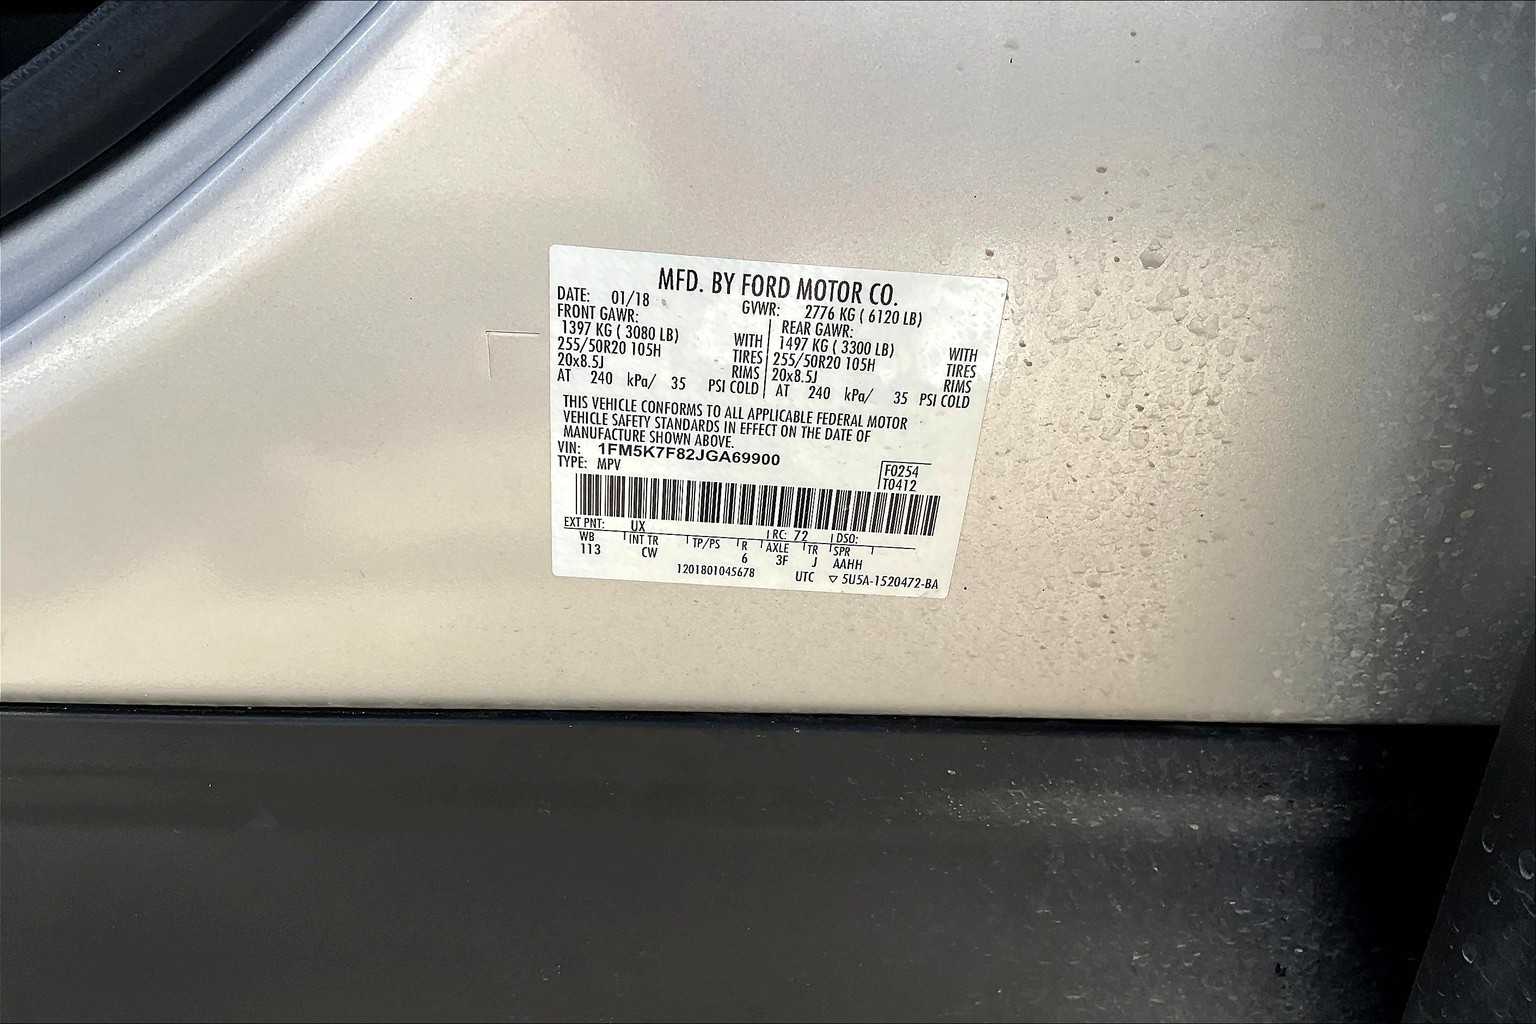 MFD. BY FORD MOTOR CO.
DATE: 01/18 GVWR: 2776 KG ( 6120 LB)
FRONT GAWR: REAR GAWR:
1397 KG ( 3080 LB) WITH 1497 KG ( 3300 LB) WITH
255/50R20 105H TIRES 255/50R20 105H TIRES
20x8.5J RIMS 20x8.5J RIMS
AT 240 kPa/ 35 PSI COLD AT 240 kPa/ 35 PSI COLD
THIS VEHICLE CONFORMS TO ALL APPLICABLE FEDERAL MOTOR
VEHICLE SAFETY STANDARDS IN EFFECT ON THE DATE OF
MANUFACTURE SHOWN ABOVE.
VIN: 1FM5K7F82JGA69900
TYPE: MPV F0254
T0412
EXT PNT: UX RC: 72 DSO:
WB INT TR TP/PS R AXLE TR SPR
113 CW 6 3F J AAHH
1201801045678 UTC ▽ 5U5A-1520472-BA